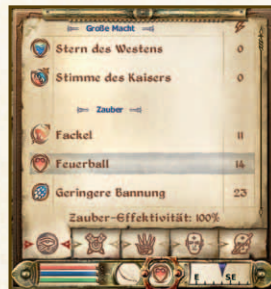 Große Macht
Stern des Westens 0
Stimme des Kaisers 0
Zauber
Fackel 11
Feuerball 14
Geringere Bannung 23
Zauber-Effektivität: 100%
E SE